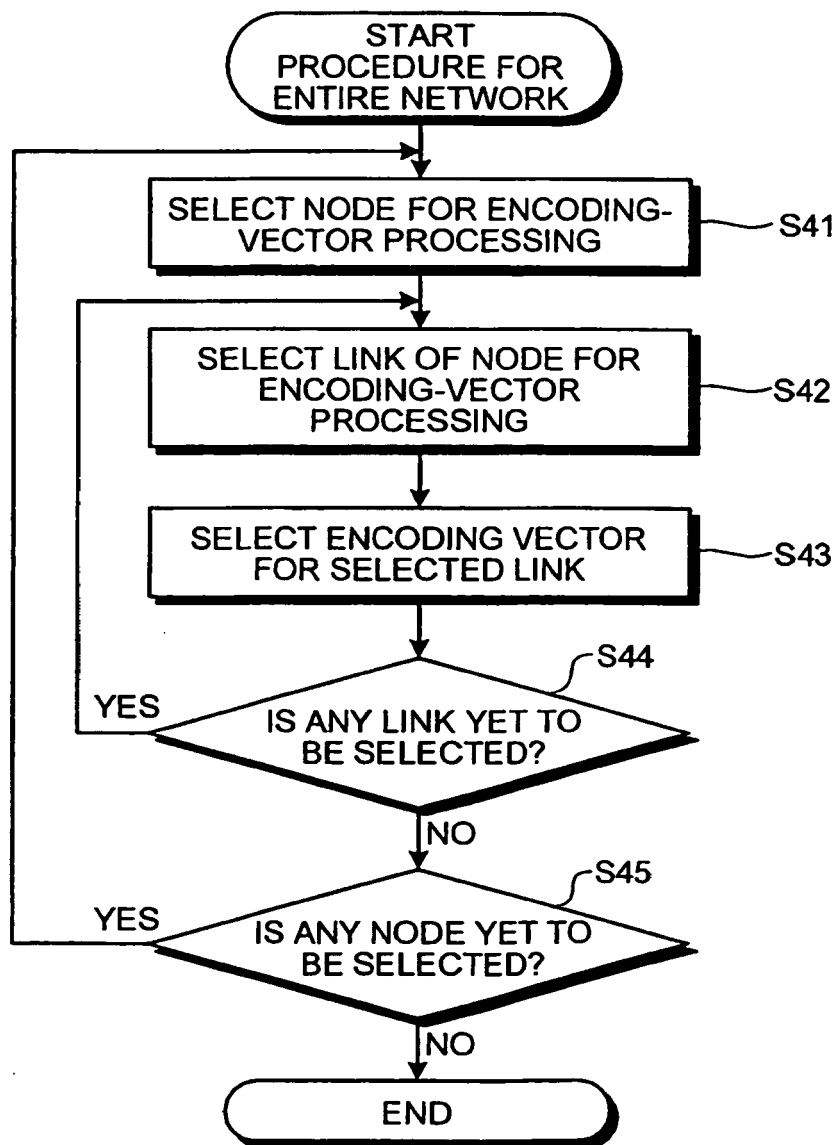 START
PROCEDURE FOR
ENTIRE NETWORK
SELECT NODE FOR ENCODING-
VECTOR PROCESSING
S41
SELECT LINK OF NODE FOR
ENCODING-VECTOR
PROCESSING
S42
SELECT ENCODING VECTOR
FOR SELECTED LINK
S43
S44
YES
IS ANY LINK YET TO
BE SELECTED?
NO
S45
YES
IS ANY NODE YET TO
BE SELECTED?
NO
END